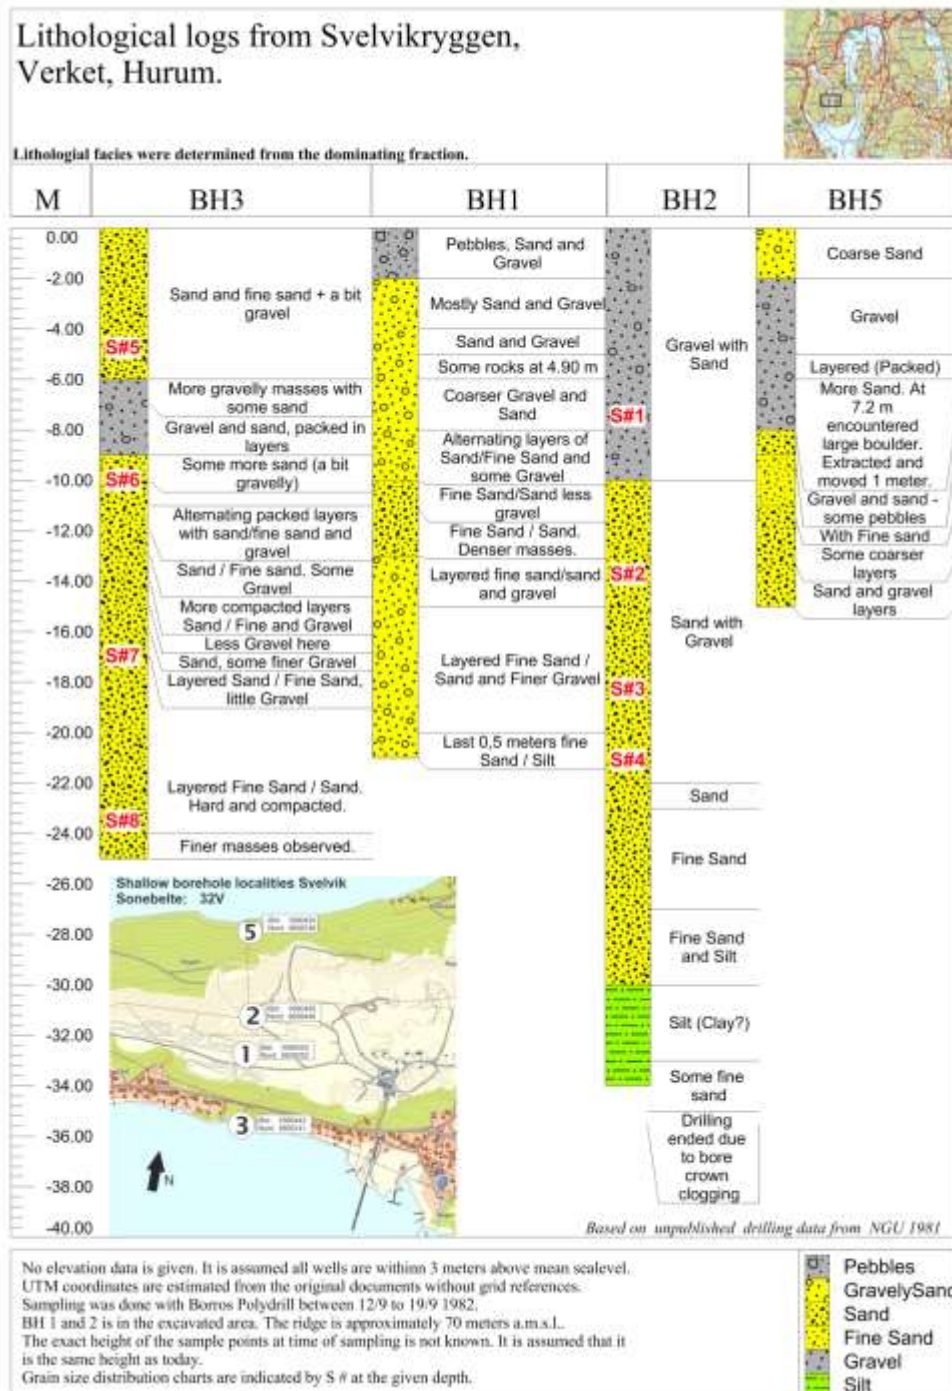 Lithological logs from Svelvikryggen,
Verket, Hurum.
Lithologial facies were determined from the dominating fraction.
M
BH3
BH1
BH2
BH5
0.00
-2.00
-4.00
-6.00
-8.00
-10.00
-12.00
-14.00
-16.00
-18.00
-20.00
-22.00
-24.00
-26.00
-28.00
-30.00
-32.00
-34.00
-36.00
-38.00
-40.00
S#5
S#6
S#7
S#8
Sand and fine sand + a bit
gravel
More gravelly masses with
some sand
Gravel and sand, packed in
layers
Some more sand (a bit
gravelly)
Alternating packed layers
with sand/fine sand and
gravel
Sand / Fine sand. Some
Gravel
More compacted layers
Sand / Fine and Gravel
Less Gravel here
Sand, some finer Gravel
Layered Sand / Fine Sand,
little Gravel
Layered Fine Sand / Sand.
Hard and compacted.
Finer masses observed.
Pebbles, Sand and
Gravel
Mostly Sand and Gravel
Sand and Gravel
Some rocks at 4.90 m
Coarser Gravel and
Sand
Alternating layers of
Sand/Fine Sand and
some Gravel
Fine Sand/Sand less
gravel
Fine Sand / Sand.
Denser masses.
Layered fine sand/sand
and gravel
Layered Fine Sand /
Sand and Finer Gravel
Last 0,5 meters fine
Sand / Silt
S#1
S#2
S#3
S#4
Gravel with
Sand
Sand with
Gravel
Sand
Fine Sand
Fine Sand
and Silt
Silt (Clay?)
Some fine
sand
Drilling
ended due
to bore
crown
clogging
Coarse Sand
Gravel
Layered (Packed)
More Sand. At
7.2 m
encountered
large boulder.
Extracted and
moved 1 meter.
Gravel and sand -
some pebbles
With Fine sand
Some coarser
layers
Sand and gravel
layers
Shallow borehole localities Svelvik
Sonebelte: 32V
5
2
1
3
N
Based on unpublished drilling data from NGU 1981
No elevation data is given. It is assumed all wells are withinn 3 meters above mean sealevel.
UTM coordinates are estimated from the original documents without grid references.
Sampling was done with Borros Polydrill between 12/9 to 19/9 1982.
BH 1 and 2 is in the excavated area. The ridge is approximately 70 meters a.m.s.l..
The exact height of the sample points at time of sampling is not known. It is assumed that it
is the same height as today.
Grain size distribution charts are indicated by S # at the given depth.
Pebbles
GravelySand
Sand
Fine Sand
Gravel
Silt